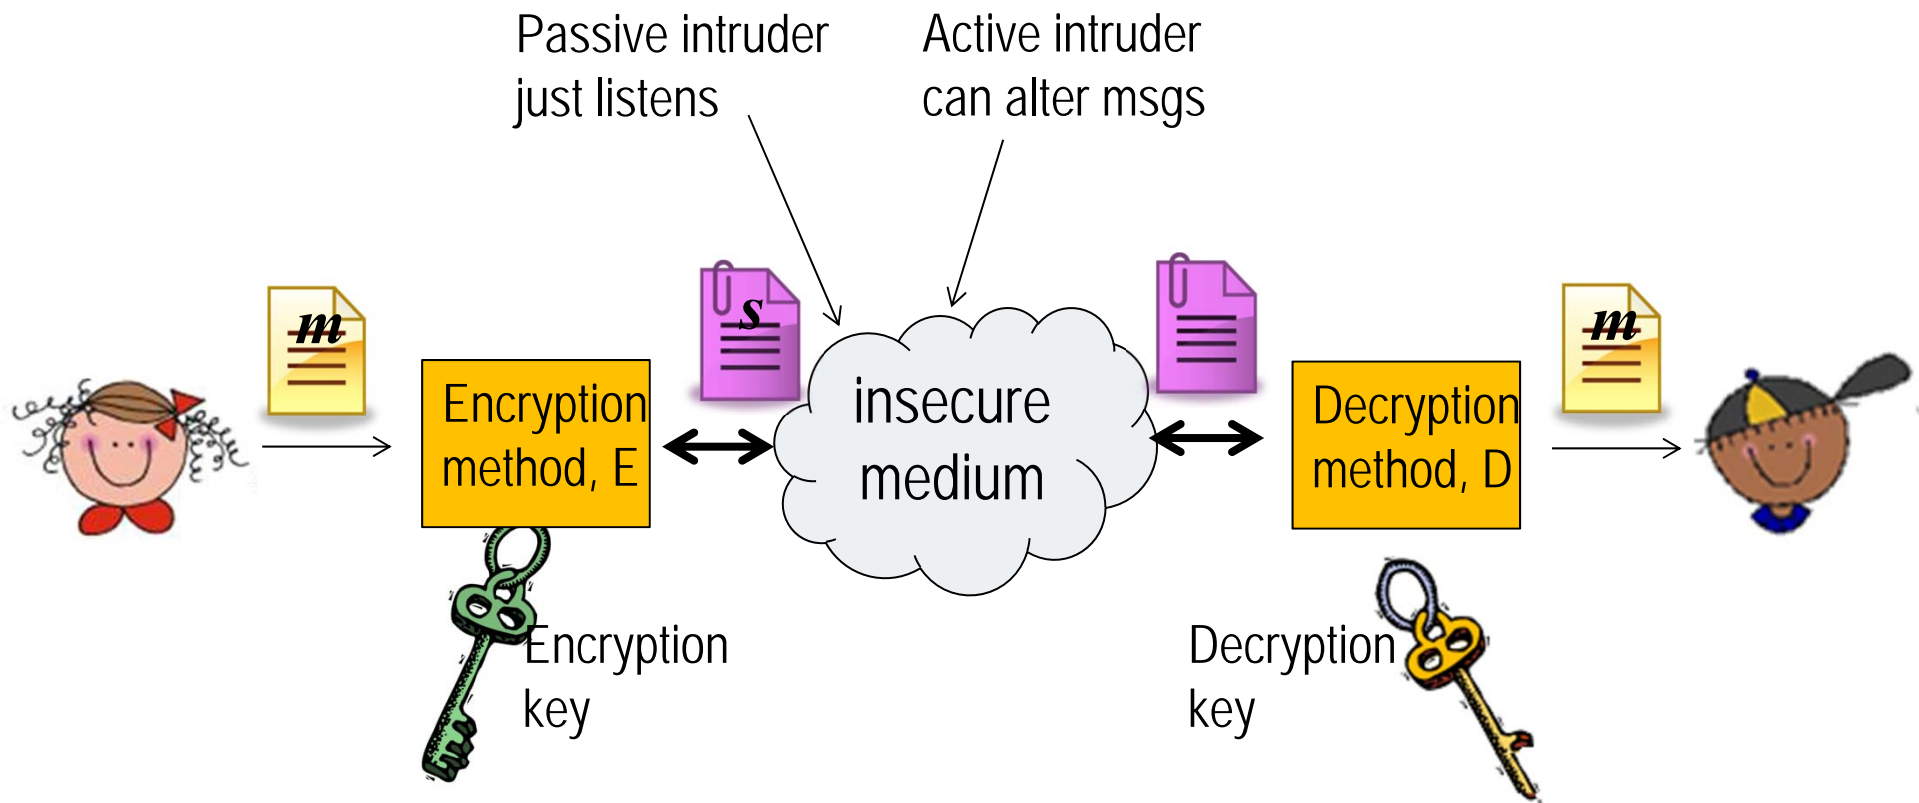 Passive intruder
just listens
Active intruder
can alter msgs
m
s
m
Encryption
method, E
insecure
medium
Decryption
method, D
Encryption
key
Decryption
key